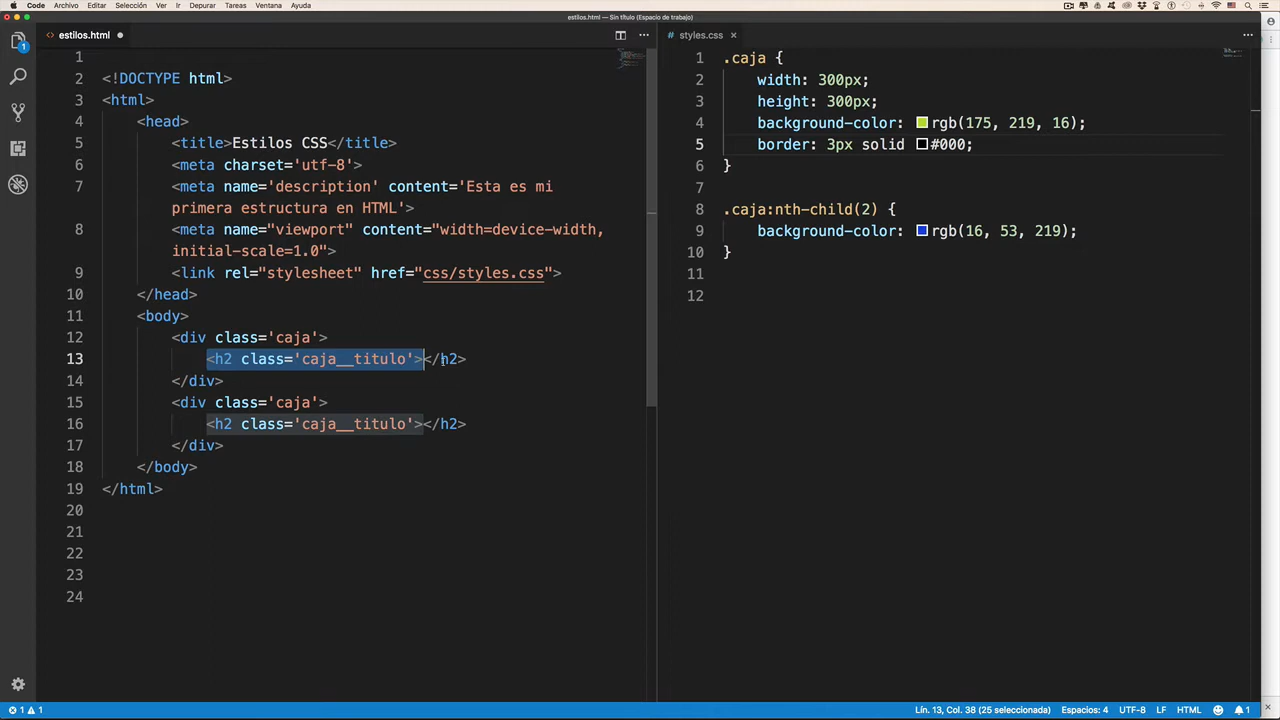 Code Archivo Editar Selección Ver Ir Depurar Tareas Ventana Ayuda
estilos.html — Sin título (Espacio de trabajo)
<> estilos.html ●
1
2 <!DOCTYPE html>
3 <html>
4 <head>
5 <title>Estilos CSS</title>
6 <meta charset='utf-8'>
7 <meta name='description' content='Esta es mi
primera estructura en HTML'>
8 <meta name="viewport" content="width=device-width,
initial-scale=1.0">
9 <link rel="stylesheet" href="css/styles.css">
10 </head>
11 <body>
12 <div class='caja'>
13 <h2 class='caja__titulo'></h2>
14 </div>
15 <div class='caja'>
16 <h2 class='caja__titulo'></h2>
17 </div>
18 </body>
19 </html>
20
21
22
23
24
# styles.css ×
1 .caja {
2 width: 300px;
3 height: 300px;
4 background-color: rgb(175, 219, 16);
5 border: 3px solid #000;
6 }
7
8 .caja:nth-child(2) {
9 background-color: rgb(16, 53, 219);
10 }
11
12
1
1 1
Lín. 13, Col. 38 (25 seleccionada) Espacios: 4 UTF-8 LF HTML 1